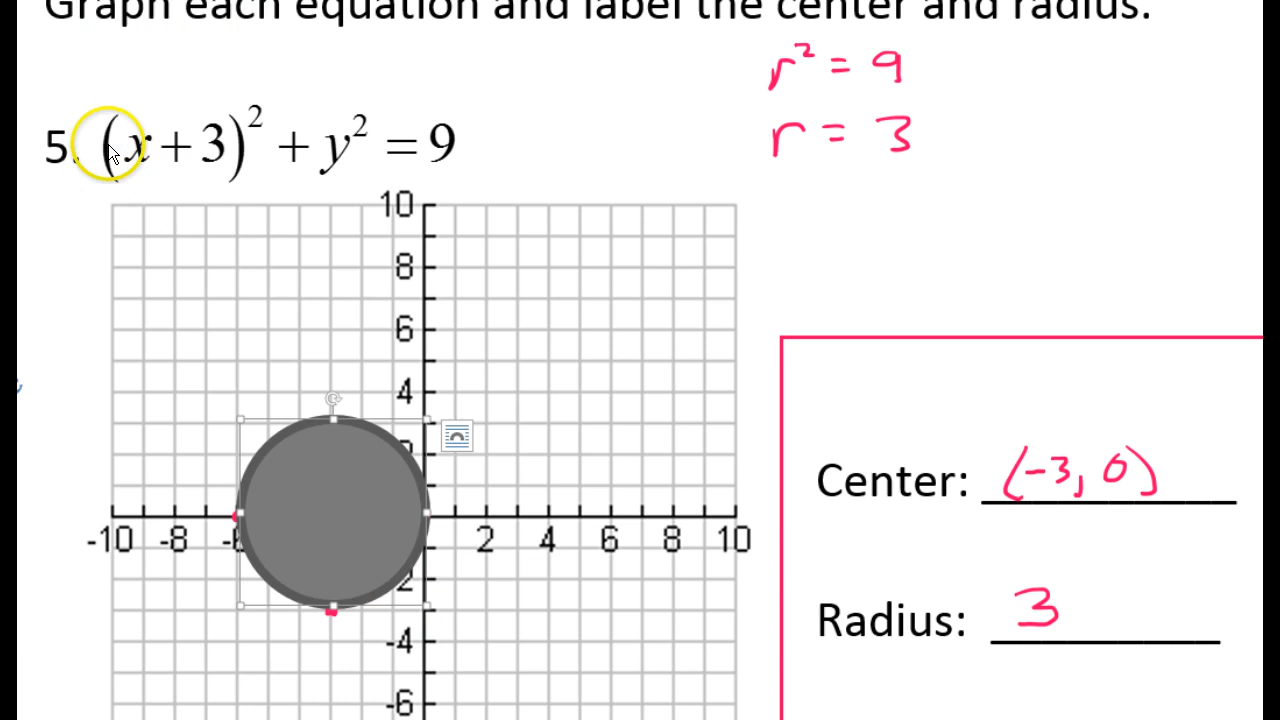 Graph each equation and label the center and radius.
r² = 9
r = 3
5. (x + 3)² + y² = 9
10
8
6
4
-10 -8 2 4 6 8 10
-4
-6
Center: (-3, 0)
Radius: 3